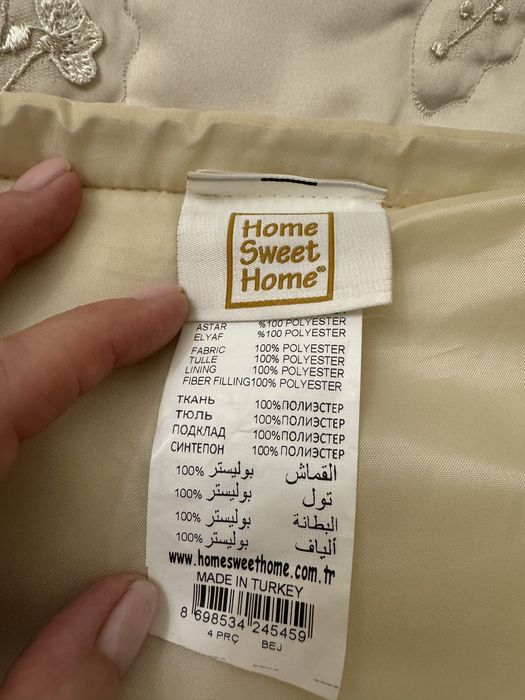 Home
Sweet
Home®
ASTAR %100 POLYESTER
ELYAF %100 POLYESTER
FABRIC 100% POLYESTER
TULLE 100% POLYESTER
LINING 100% POLYESTER
FIBER FILLING100% POLYESTER
ТКАНЬ 100%ПОЛИЭСТЕР
ТЮЛЬ 100%ПОЛИЭСТЕР
ПОДКЛАД 100%ПОЛИЭСТЕР
СИНТЕПОН 100%ПОЛИЭСТЕР
القماش بوليستر %100
تول بوليستر %100
البطانة بوليستر %100
ألياف بوليستر %100
www.homesweethome.com.tr
MADE IN TURKEY
8 698534 245459
4 PRÇ BEJ